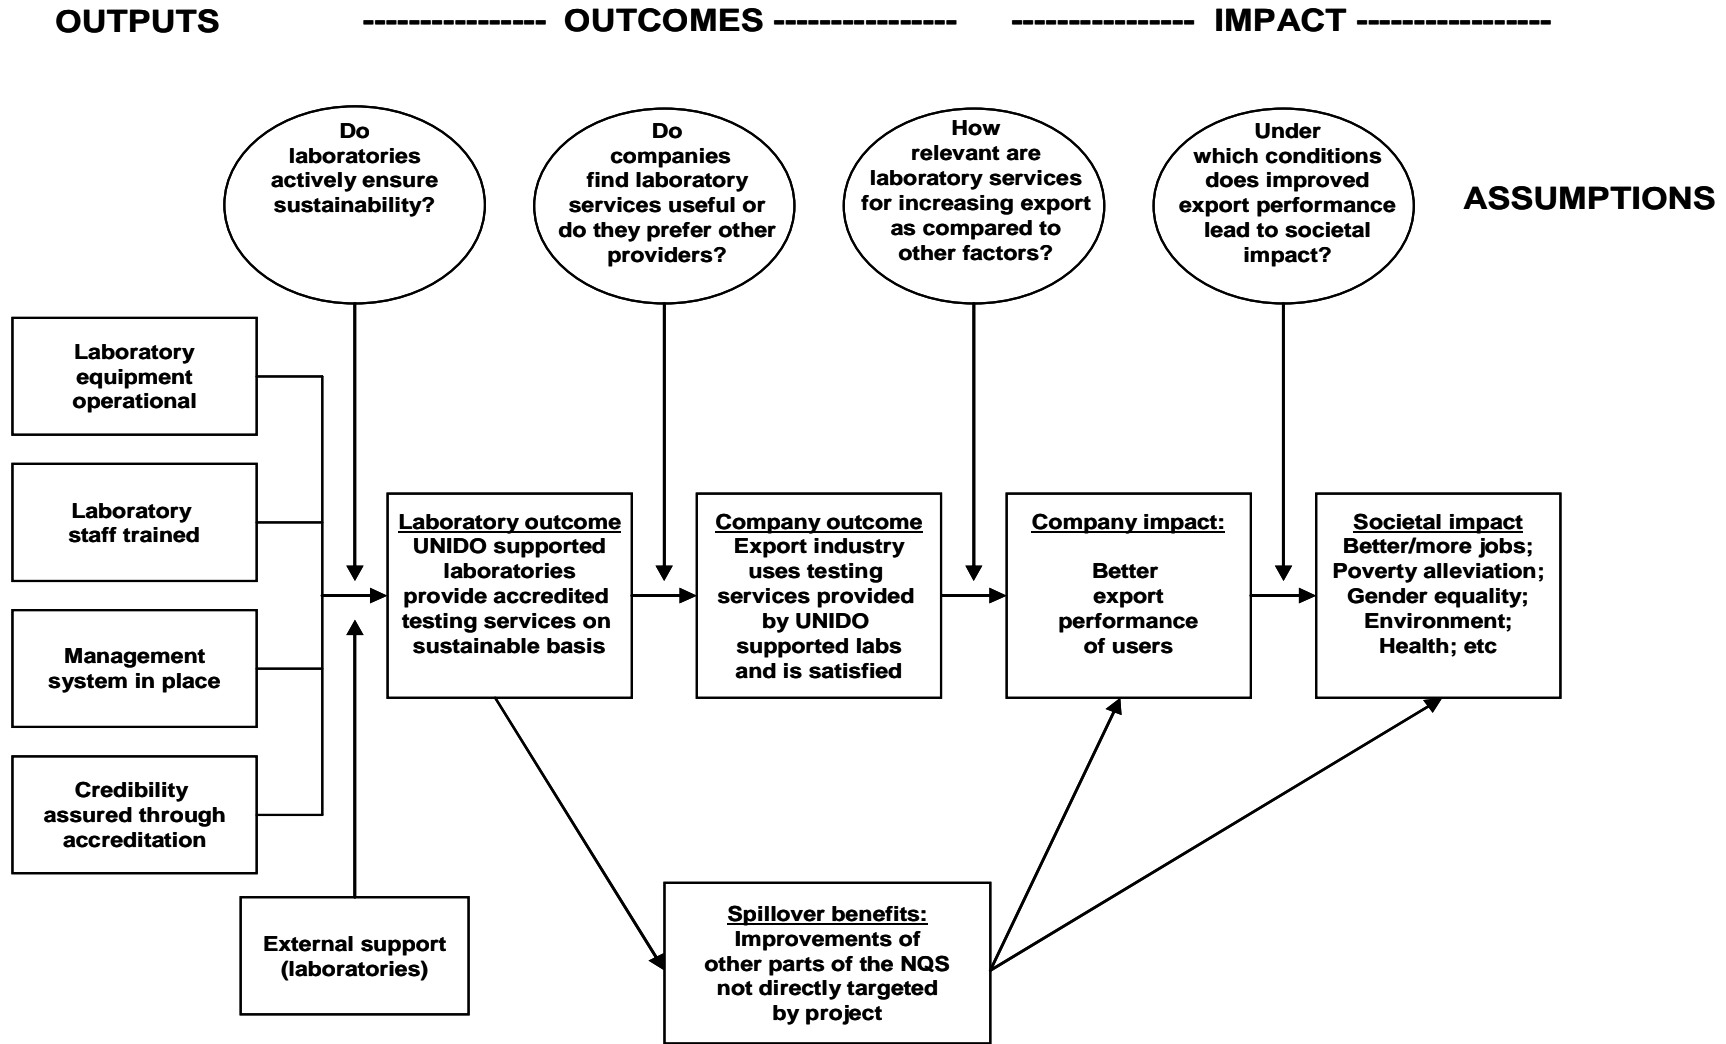 OUTPUTS
--------------- OUTCOMES ---------------
--------------- IMPACT ----------------
Do
laboratories
actively ensure
sustainability?
Do
companies
find laboratory
services useful or
do they prefer other
providers?
How
relevant are
laboratory services
for increasing export
as compared to
other factors?
Under
which conditions
does improved
export performance
lead to societal
impact?
ASSUMPTIONS
Laboratory
equipment
operational
Laboratory
staff trained
Management
system in place
Credibility
assured through
accreditation
External support
(laboratories)
Laboratory outcome
UNIDO supported
laboratories
provide accredited
testing services on
sustainable basis
Company outcome
Export industry
uses testing
services provided
by UNIDO
supported labs
and is satisfied
Company impact:
Better
export
performance
of users
Societal impact
Better/more jobs;
Poverty alleviation;
Gender equality;
Environment;
Health; etc
Spillover benefits:
Improvements of
other parts of the NQS
not directly targeted
by project